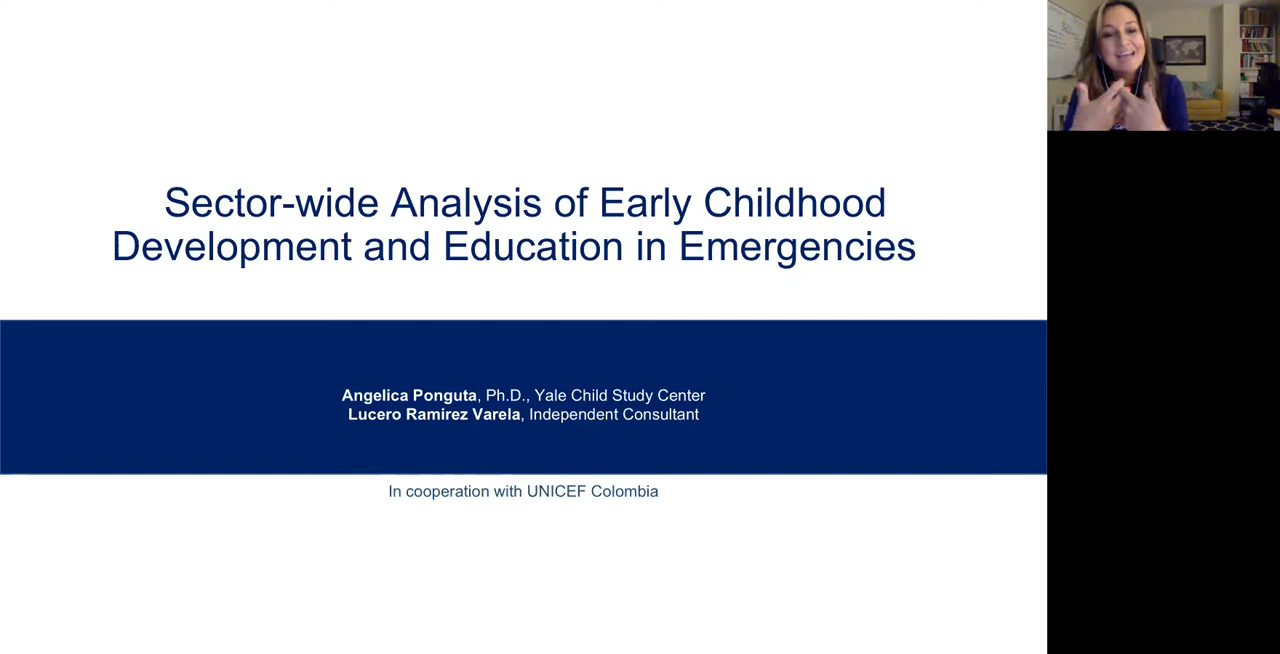 Sector-wide Analysis of Early Childhood
Development and Education in Emergencies
Angelica Ponguta, Ph.D., Yale Child Study Center
Lucero Ramirez Varela, Independent Consultant
In cooperation with UNICEF Colombia